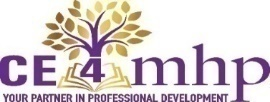 CE4mhp
YOUR PARTNER IN PROFESSIONAL DEVELOPMENT